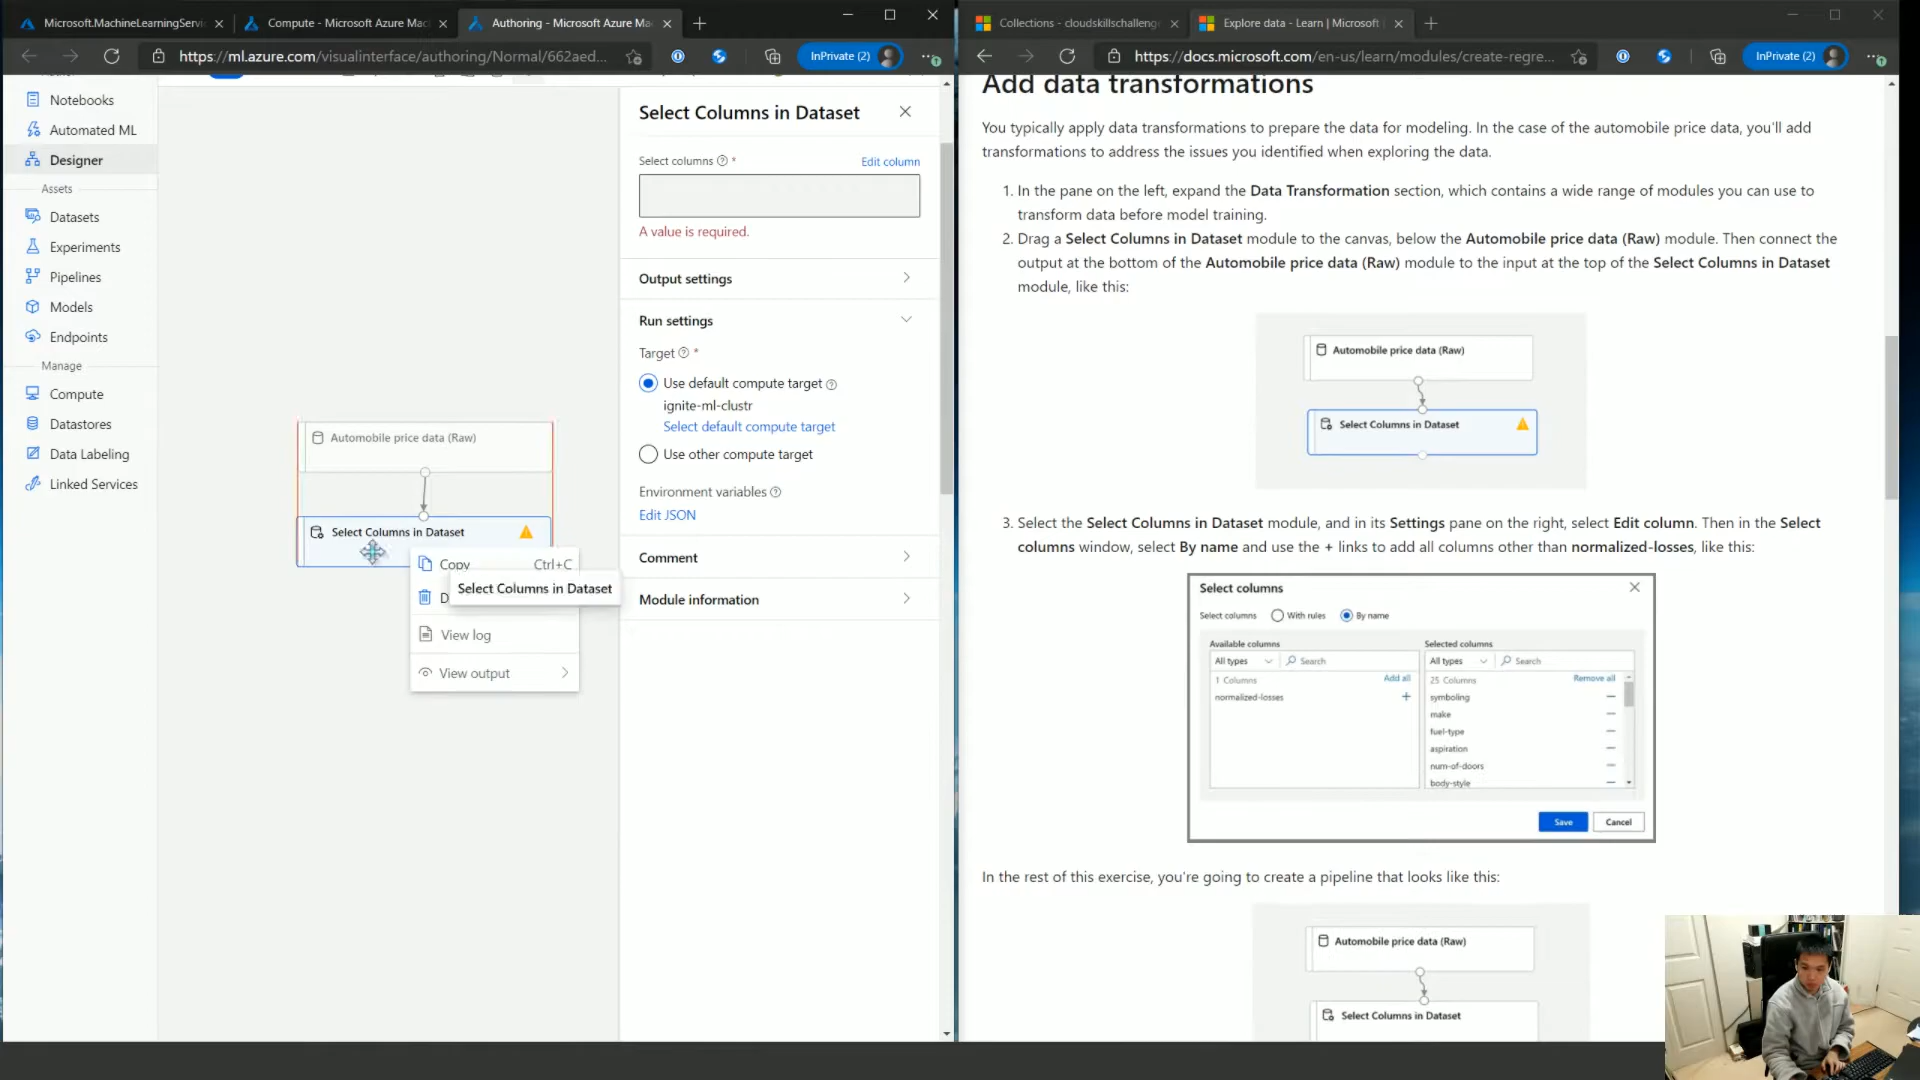 Microsoft.MachineLearningServi
Compute - Microsoft Azure Mac
Authoring - Microsoft Azure Ma
https://ml.azure.com/visualinterface/authoring/Normal/662aed...
InPrivate (2)
Notebooks
Automated ML
Designer
Assets
Datasets
Experiments
Pipelines
Models
Endpoints
Manage
Compute
Datastores
Data Labeling
Linked Services
Automobile price data (Raw)
Select Columns in Dataset
Copy Ctrl+C
D
Select Columns in Dataset
View log
View output
Select Columns in Dataset
Select columns *
Edit column
A value is required.
Output settings
Run settings
Target *
Use default compute target
ignite-ml-clustr
Select default compute target
Use other compute target
Environment variables
Edit JSON
Comment
Module information
Collections - cloudskillschalleng
Explore data - Learn | Microsoft
https://docs.microsoft.com/en-us/learn/modules/create-regre...
InPrivate (2)
Add data transformations
You typically apply data transformations to prepare the data for modeling. In the case of the automobile price data, you'll add
transformations to address the issues you identified when exploring the data.
1. In the pane on the left, expand the Data Transformation section, which contains a wide range of modules you can use to
transform data before model training.
2. Drag a Select Columns in Dataset module to the canvas, below the Automobile price data (Raw) module. Then connect the
output at the bottom of the Automobile price data (Raw) module to the input at the top of the Select Columns in Dataset
module, like this:
Automobile price data (Raw)
Select Columns in Dataset
3. Select the Select Columns in Dataset module, and in its Settings pane on the right, select Edit column. Then in the Select
columns window, select By name and use the + links to add all columns other than normalized-losses, like this:
Select columns
Select columns With rules By name
Available columns
All types Search
1 Columns Add all
normalized-losses
Selected columns
All types Search
25 Columns Remove all
symboling
make
fuel-type
aspiration
num-of-doors
body-style
Save Cancel
In the rest of this exercise, you're going to create a pipeline that looks like this:
Automobile price data (Raw)
Select Columns in Dataset